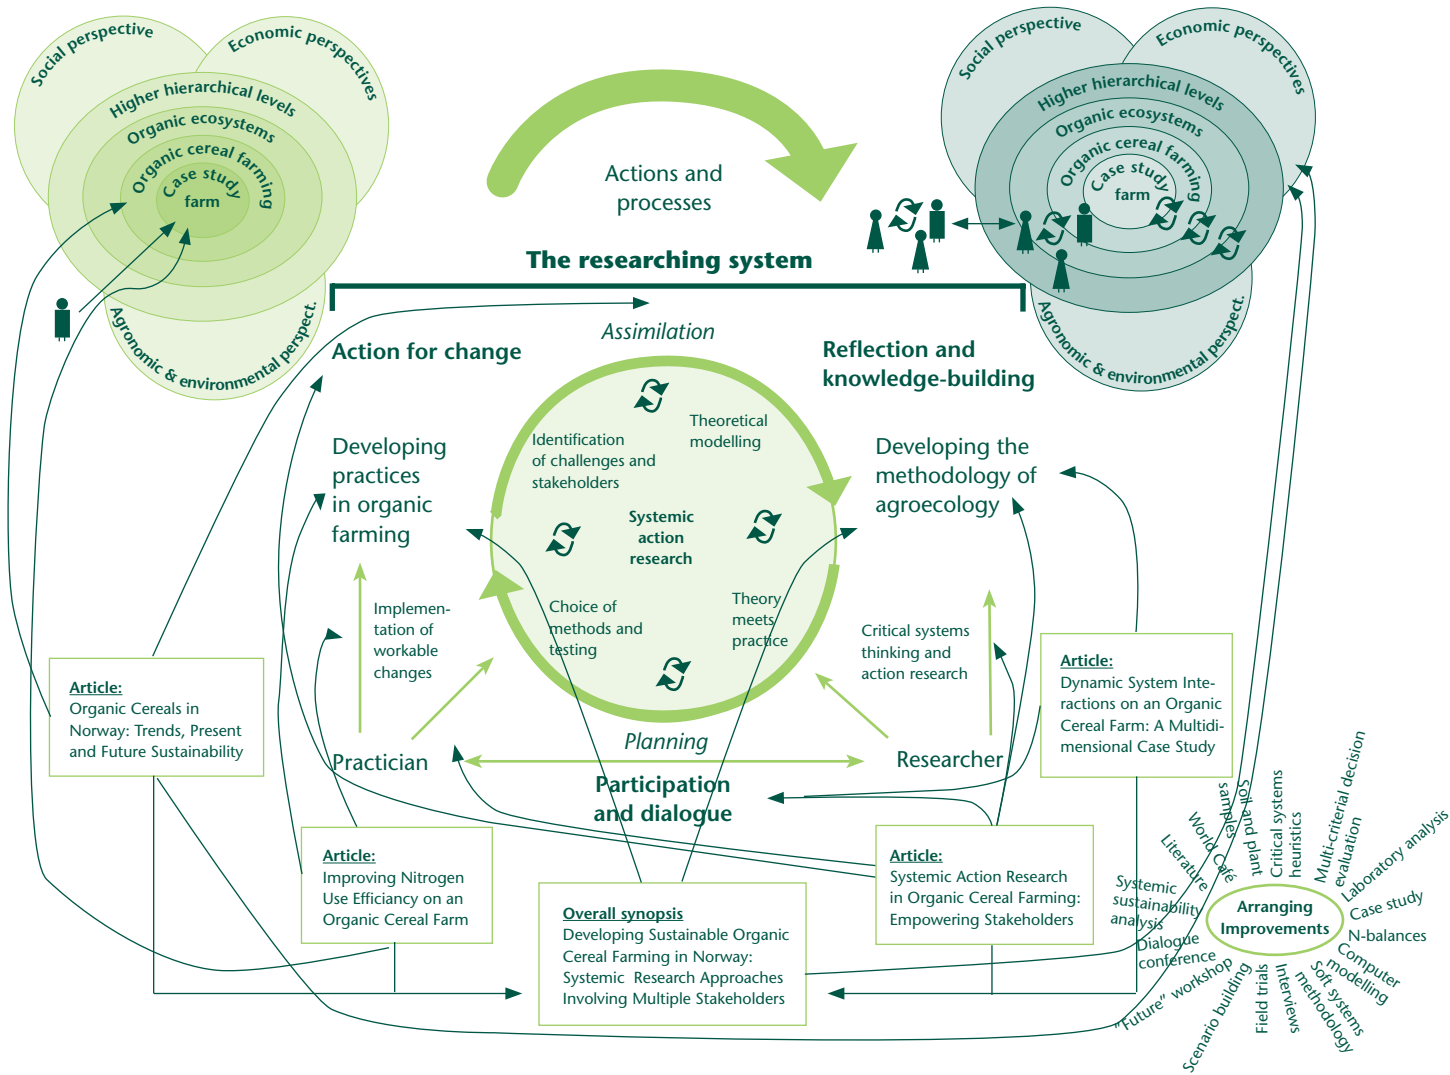 Social perspective
Economic perspectives
Higher hierarchical levels
Organic ecosystems
Organic cereal farming
Case study
farm
Agronomic & environmental perspect.
Actions and
processes
Social perspective
Economic perspectives
Higher hierarchical levels
Organic ecosystems
Organic cereal farming
Case study
farm
Agronomic & environmental perspect.
The researching system
Assimilation
Action for change
Reflection and
knowledge-building
Developing
practices
in organic
farming
Identification
of challenges and
stakeholders
Theoretical
modelling
Systemic
action
research
Choice of
methods and
testing
Theory
meets
practice
Developing the
methodology of
agroecology
Implemen-
tation of
workable
changes
Critical systems
thinking and
action research
Planning
Practician
Researcher
Participation
and dialogue
Article:
Organic Cereals in
Norway: Trends, Present
and Future Sustainability
Article:
Improving Nitrogen
Use Efficiancy on an
Organic Cereal Farm
Overall synopsis
Developing Sustainable Organic
Cereal Farming in Norway:
Systemic Research Approaches
Involving Multiple Stakeholders
Article:
Systemic Action Research
in Organic Cereal Farming:
Empowering Stakeholders
Article:
Dynamic System Inte-
ractions on an Organic
Cereal Farm: A Multidi-
mensional Case Study
Arranging
Improvements
Systemic
sustainability
analysis
Literature
World Café
Soil and plant
samples
Critical systems
heuristics
Multi-criterial decision
evaluation
Laboratory analysis
Case study
N-balances
Computer
modelling
Soft systems
methodology
Interviews
Field trials
Scenario building
"Future" workshop
Dialogue
conference